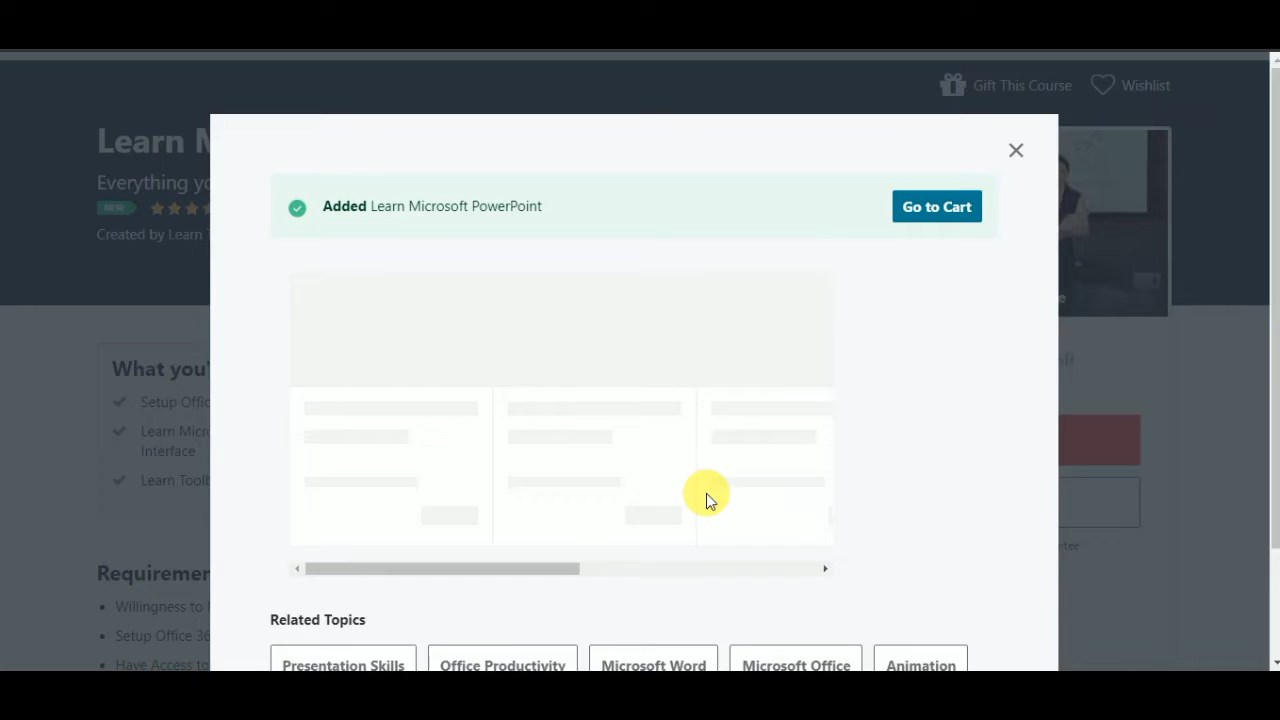 Gift This Course
Wishlist
Learn M
Everything yo
NEW
Created by Learn T
Added Learn Microsoft PowerPoint
Go to Cart
What you'
Setup Offic
Learn Micro
Interface
Learn Toolb
Requiremen
Willingness to l
Setup Office 36
Have Access to
Related Topics
Presentation Skills
Office Productivity
Microsoft Word
Microsoft Office
Animation